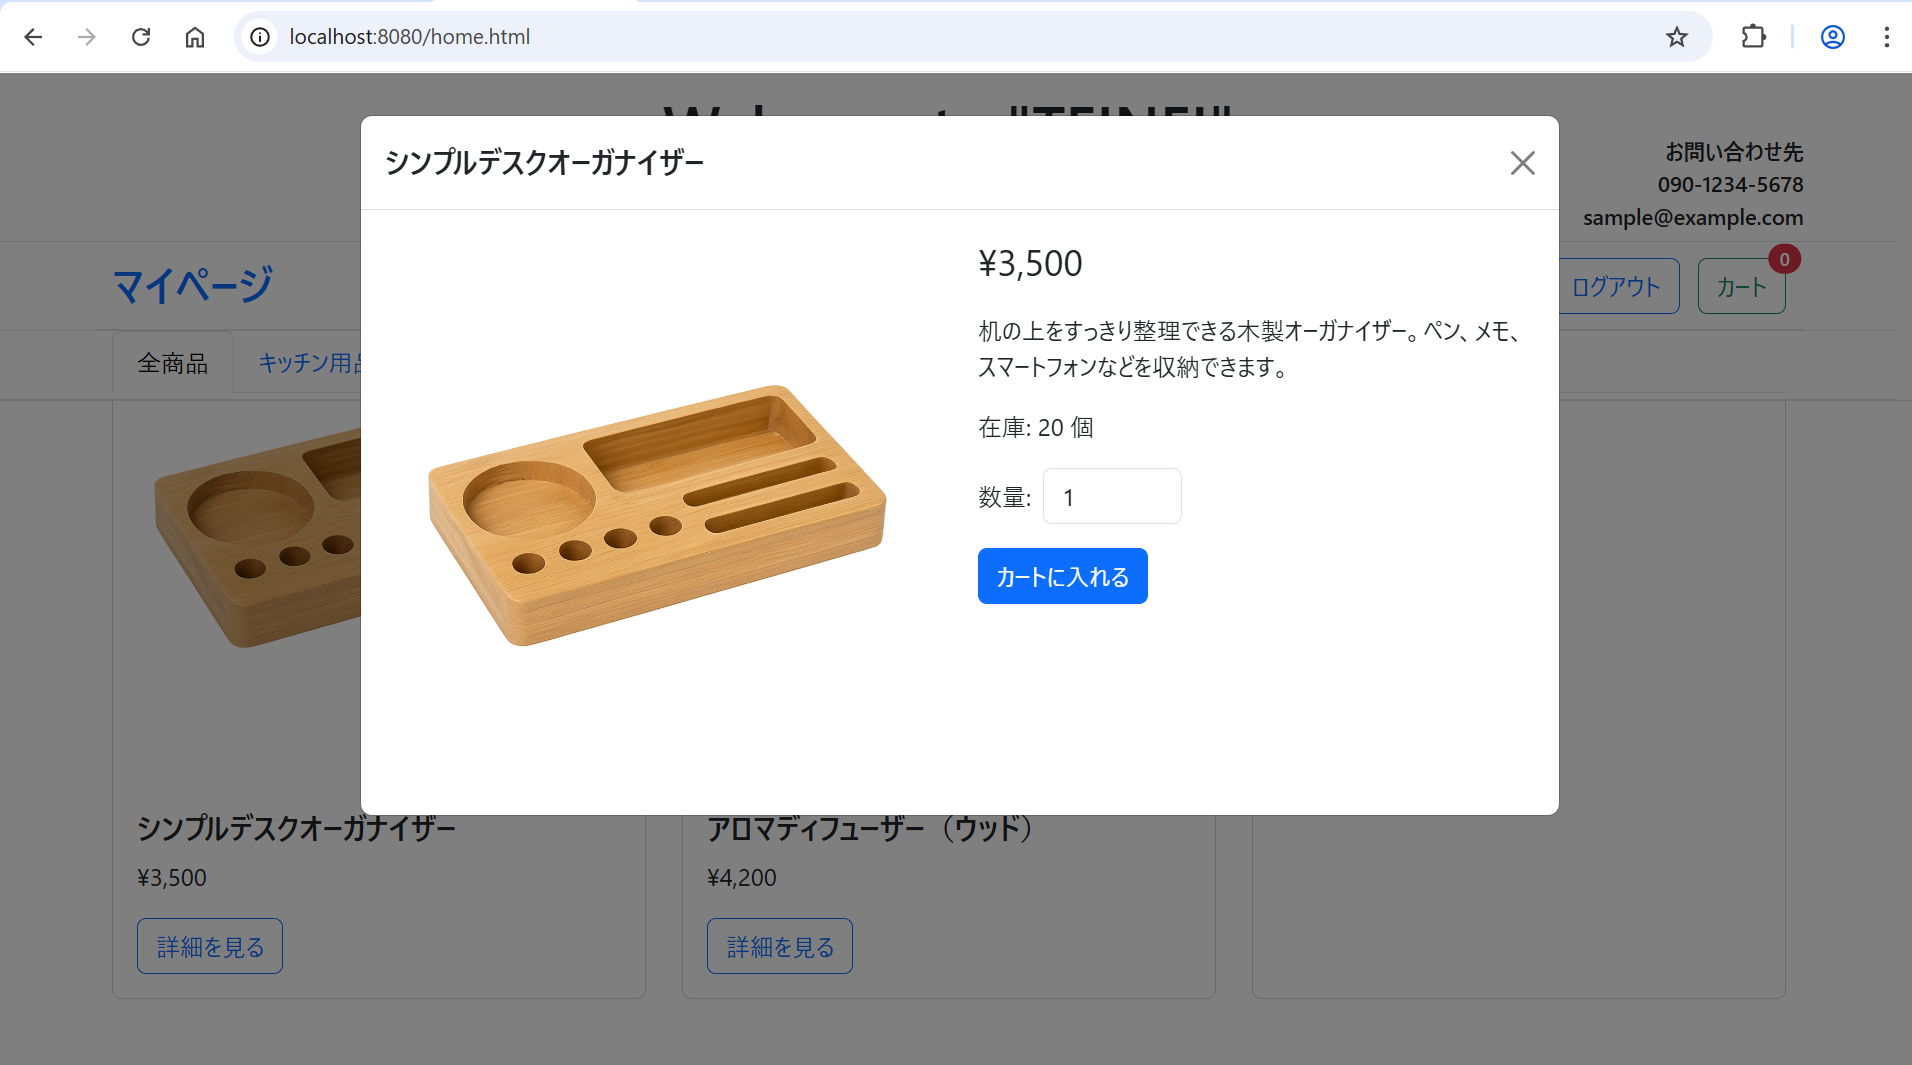 localhost:8080/home.html
シンプルデスクオーガナイザー
お問い合わせ先
090-1234-5678
sample@example.com
マイページ
ログアウト
カート
0
全商品
キッチン用品
¥3,500
机の上をすっきり整理できる木製オーガナイザー。ペン、メモ、
スマートフォンなどを収納できます。
在庫: 20 個
数量: 1
カートに入れる
シンプルデスクオーガナイザー
¥3,500
詳細を見る
アロマディフューザー（ウッド）
¥4,200
詳細を見る